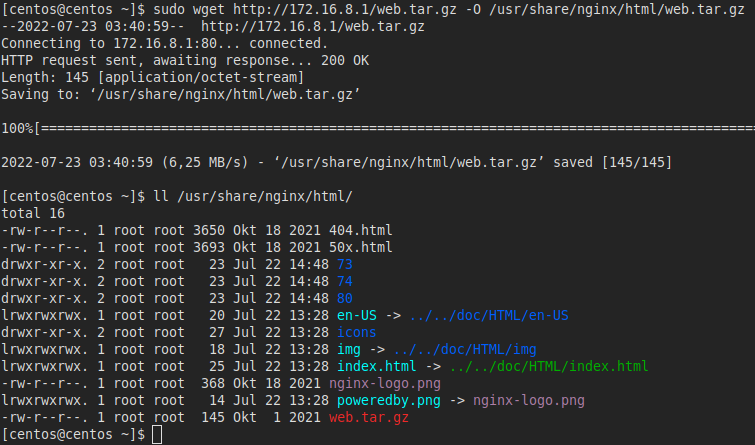 [centos@centos ~]$ sudo wget http://172.16.8.1/web.tar.gz -O /usr/share/nginx/html/web.tar.gz
--2022-07-23 03:40:59--  http://172.16.8.1/web.tar.gz
Connecting to 172.16.8.1:80... connected.
HTTP request sent, awaiting response... 200 OK
Length: 145 [application/octet-stream]
Saving to: ‘/usr/share/nginx/html/web.tar.gz’
100%[==========================================================================================
2022-07-23 03:40:59 (6,25 MB/s) - ‘/usr/share/nginx/html/web.tar.gz’ saved [145/145]
[centos@centos ~]$ ll /usr/share/nginx/html/
total 16
-rw-r--r--. 1 root root 3650 Okt 18 2021 404.html
-rw-r--r--. 1 root root 3693 Okt 18 2021 50x.html
drwxr-xr-x. 2 root root   23 Jul 22 14:48 73
drwxr-xr-x. 2 root root   23 Jul 22 14:48 74
drwxr-xr-x. 2 root root   23 Jul 22 14:48 80
lrwxrwxrwx. 1 root root   20 Jul 22 13:28 en-US -> ../../doc/HTML/en-US
drwxr-xr-x. 2 root root   27 Jul 22 13:28 icons
lrwxrwxrwx. 1 root root   18 Jul 22 13:28 img -> ../../doc/HTML/img
lrwxrwxrwx. 1 root root   25 Jul 22 13:28 index.html -> ../../doc/HTML/index.html
-rw-r--r--. 1 root root  368 Okt 18 2021 nginx-logo.png
lrwxrwxrwx. 1 root root   14 Jul 22 13:28 poweredby.png -> nginx-logo.png
-rw-r--r--. 1 root root  145 Okt  1 2021 web.tar.gz
[centos@centos ~]$